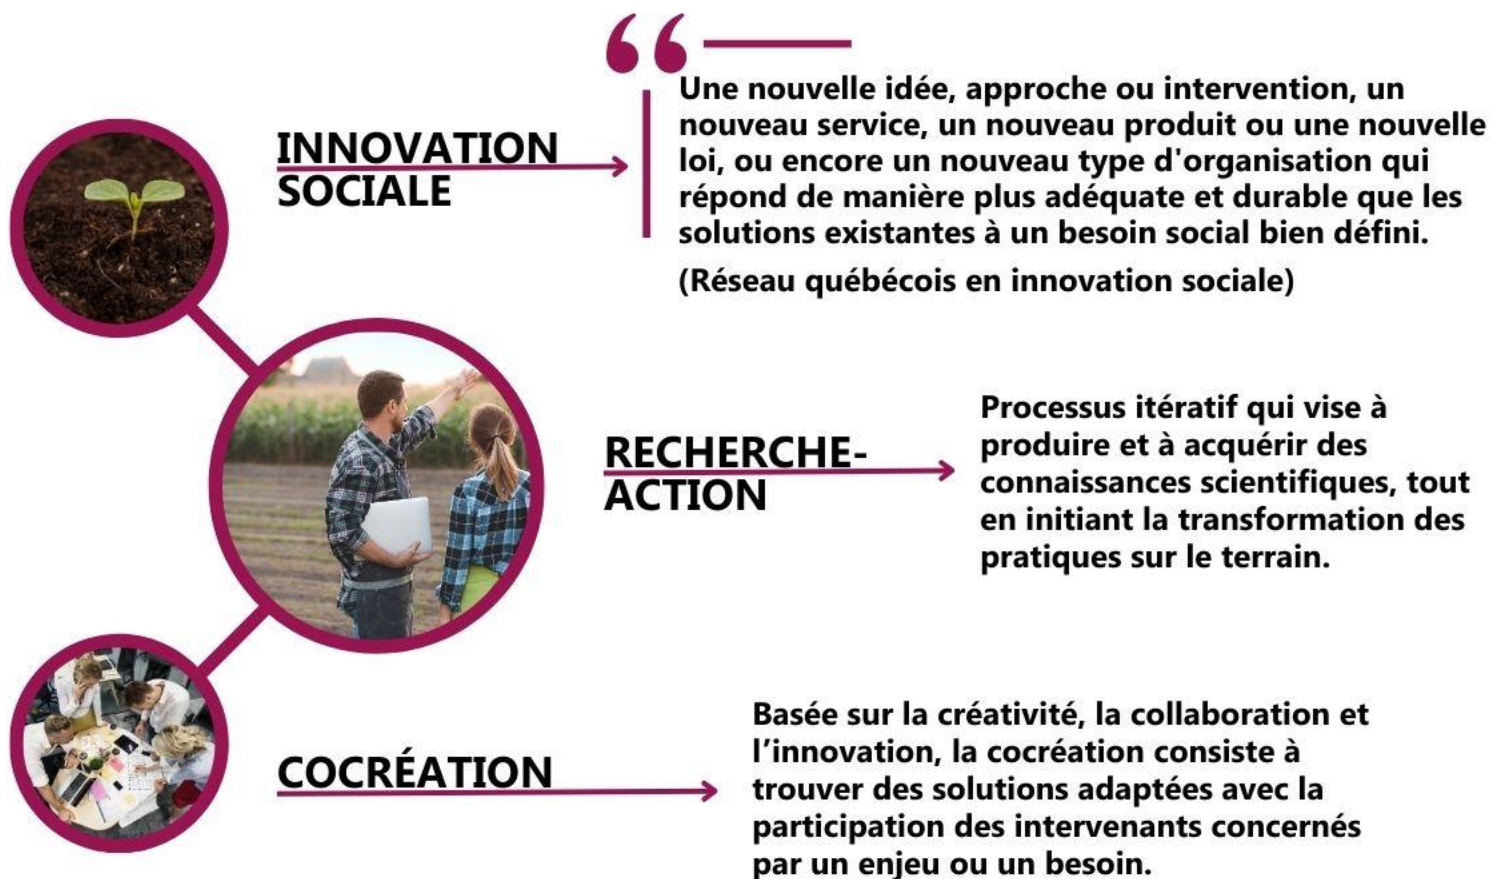 INNOVATION
SOCIALE
Une nouvelle idée, approche ou intervention, un
nouveau service, un nouveau produit ou une nouvelle
loi, ou encore un nouveau type d'organisation qui
répond de manière plus adéquate et durable que les
solutions existantes à un besoin social bien défini.
(Réseau québécois en innovation sociale)
RECHERCHE-
ACTION
Processus itératif qui vise à
produire et à acquérir des
connaissances scientifiques, tout
en initiant la transformation des
pratiques sur le terrain.
COCRÉATION
Basée sur la créativité, la collaboration et
l’innovation, la cocréation consiste à
trouver des solutions adaptées avec la
participation des intervenants concernés
par un enjeu ou un besoin.